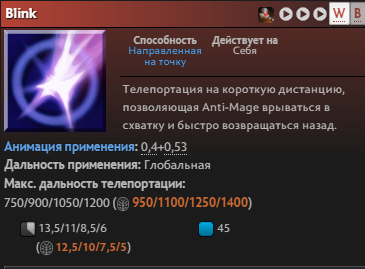 Blink
W B
Способность Действует на
Направленная Себя
на точку
Телепортация на короткую дистанцию,
позволяющая Anti-Mage врываться в
схватку и быстро возвращаться назад.
Анимация применения: 0,4+0,53
Дальность применения: Глобальная
Макс. дальность телепортации:
750/900/1050/1200 (950/1100/1250/1400)
13,5/11/8,5/6 45
(12,5/10/7,5/5)